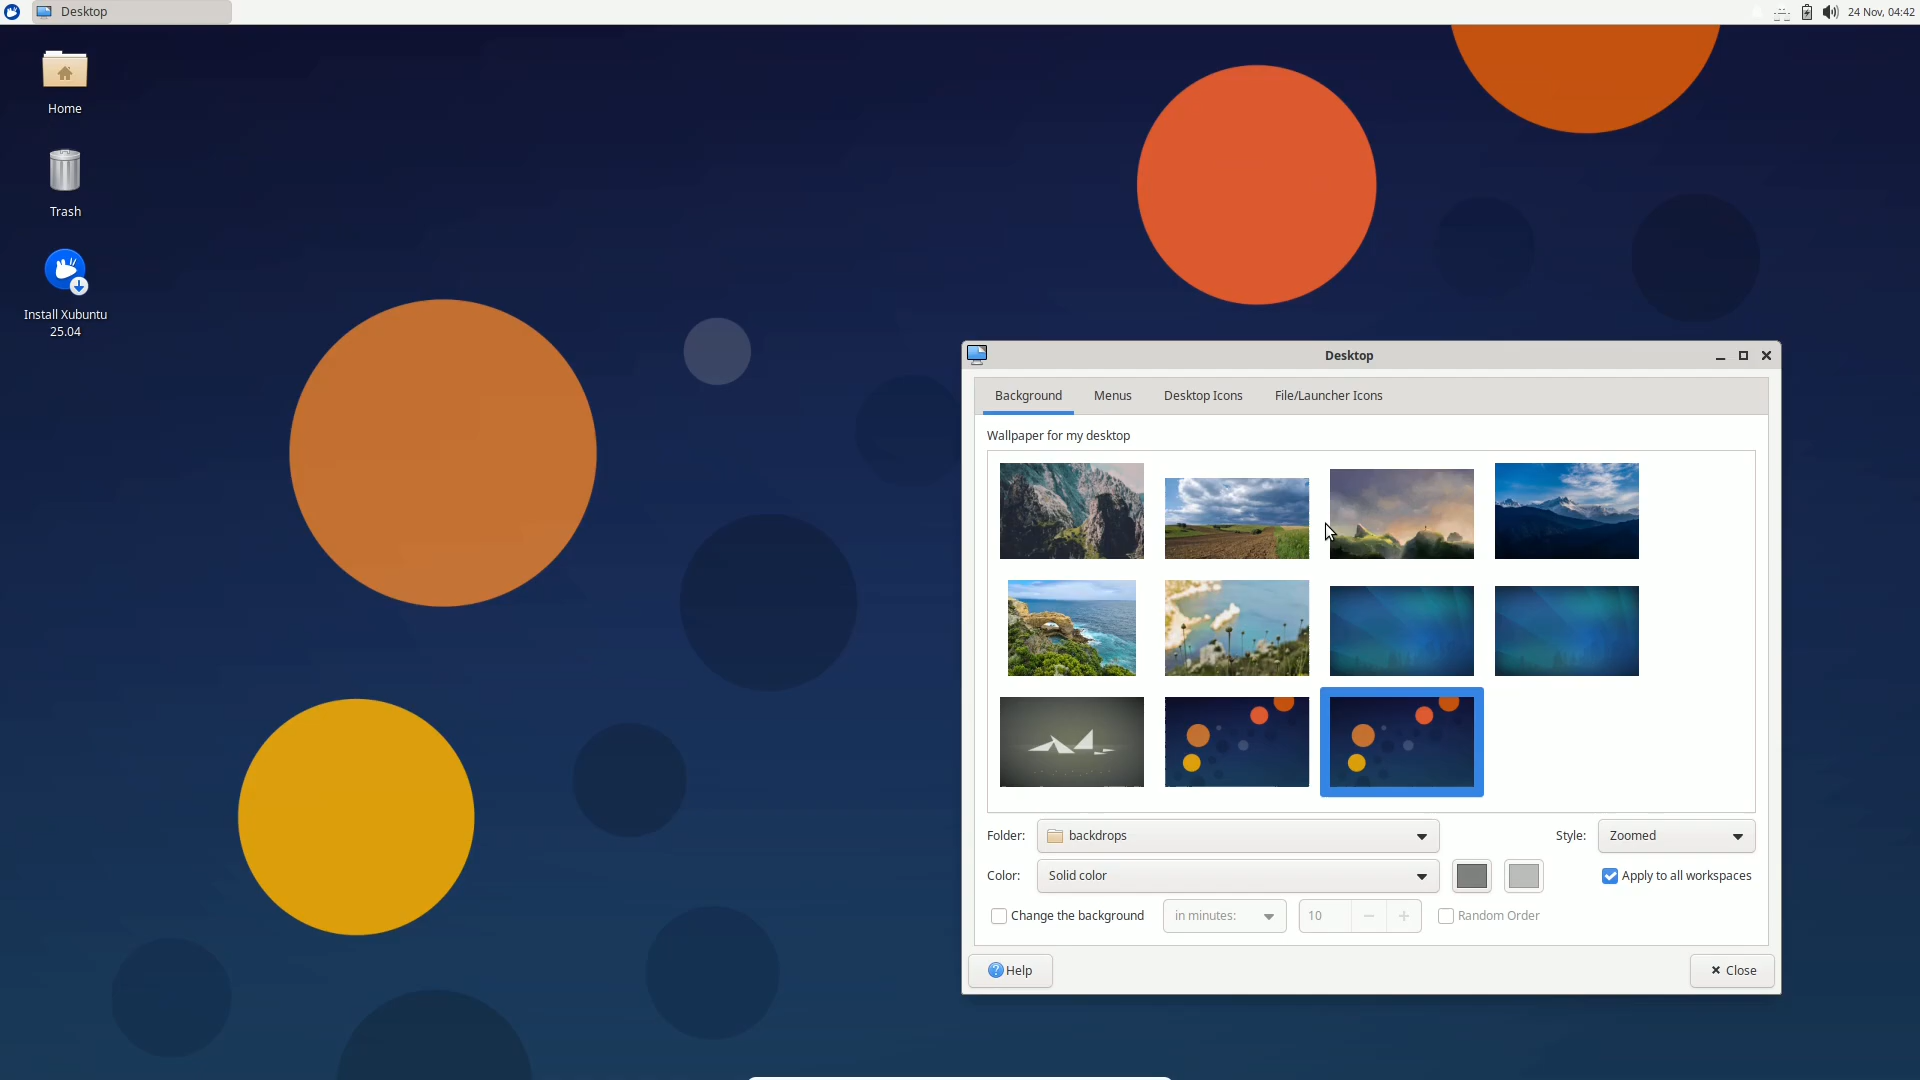 Desktop
24 Nov, 04:42
Home
Trash
Install Xubuntu
25.04
Desktop
Background
Menus
Desktop Icons
File/Launcher Icons
Wallpaper for my desktop
Folder:
backdrops
Style:
Zoomed
Color:
Solid color
Apply to all workspaces
Change the background
in minutes:
10
Random Order
Help
Close